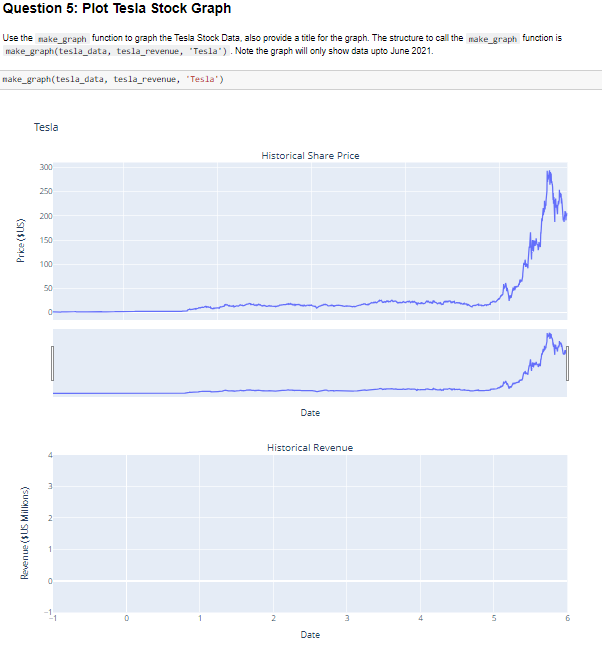 Question 5: Plot Tesla Stock Graph
Use the make_graph function to graph the Tesla Stock Data, also provide a title for the graph. The structure to call the make_graph function is
make_graph(tesla_data, tesla_revenue, 'Tesla') . Note the graph will only show data upto June 2021.
make_graph(tesla_data, tesla_revenue, 'Tesla')
Tesla
Historical Share Price
300
250
200
150
100
50
0
Price ($US)
Date
Historical Revenue
4
3
2
1
0
−1
Revenue ($US Millions)
−1 0 1 2 3 4 5 6
Date